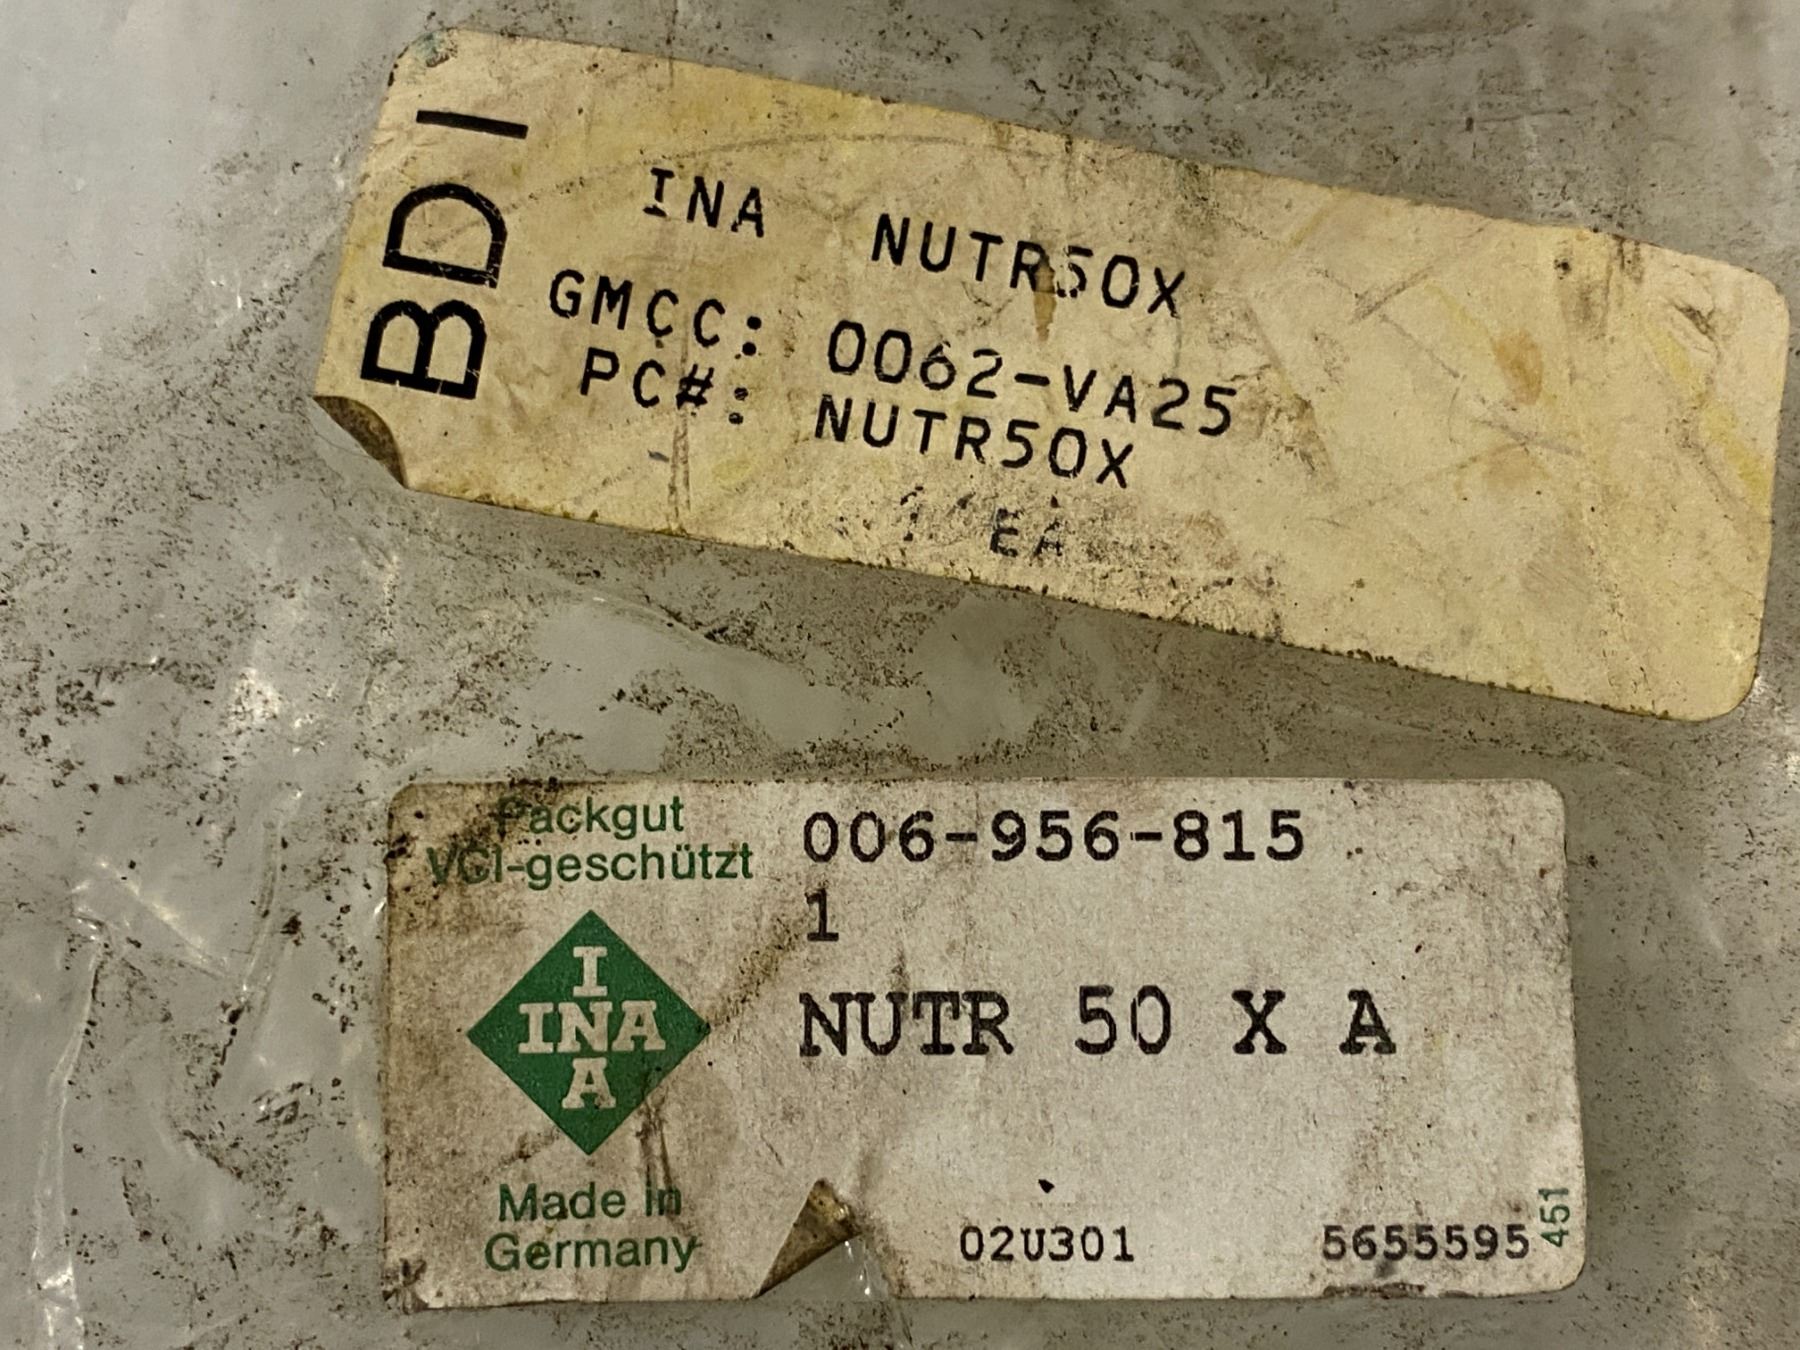 BDI
INA NUTR50X
GMCC: 0062-VA25
PC#: NUTR50X
1 EA
Packgut
VCI-geschützt
006-956-815
1
I
INA
A
NUTR 50 X A
Made in
Germany
02U301
5655595
451